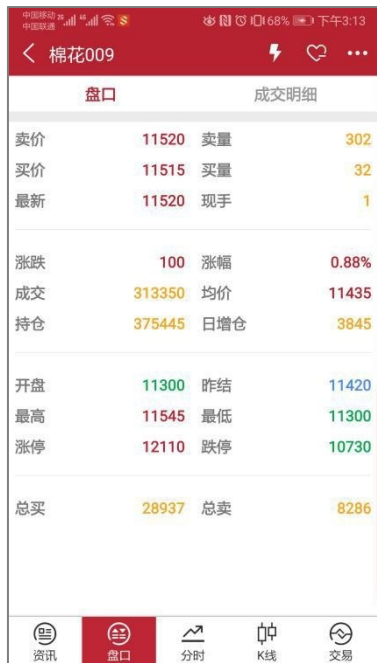 中国移动 2G 4G 68% 下午3:13
中国联通
棉花009
盘口 成交明细
卖价 11520 卖量 302
买价 11515 买量 32
最新 11520 现手 1
涨跌 100 涨幅 0.88%
成交 313350 均价 11435
持仓 375445 日增仓 3845
开盘 11300 昨结 11420
最高 11545 最低 11300
涨停 12110 跌停 10730
总买 28937 总卖 8286
资讯 盘口 分时 K线 交易